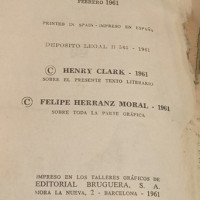 FEBRERO 1961
PRINTED IN SPAIN - IMPRESO EN ESPAÑA
DEPÓSITO LEGAL B 564 - 1961
© HENRY CLARK - 1961
SOBRE EL PRESENTE TEXTO LITERARIO
© FELIPE HERRANZ MORAL - 1961
SOBRE TODA LA PARTE GRÁFICA
IMPRESO EN LOS TALLERES GRÁFICOS DE
EDITORIAL BRUGUERA, S. A.
MORA LA NUEVA, 2 - BARCELONA - 1961